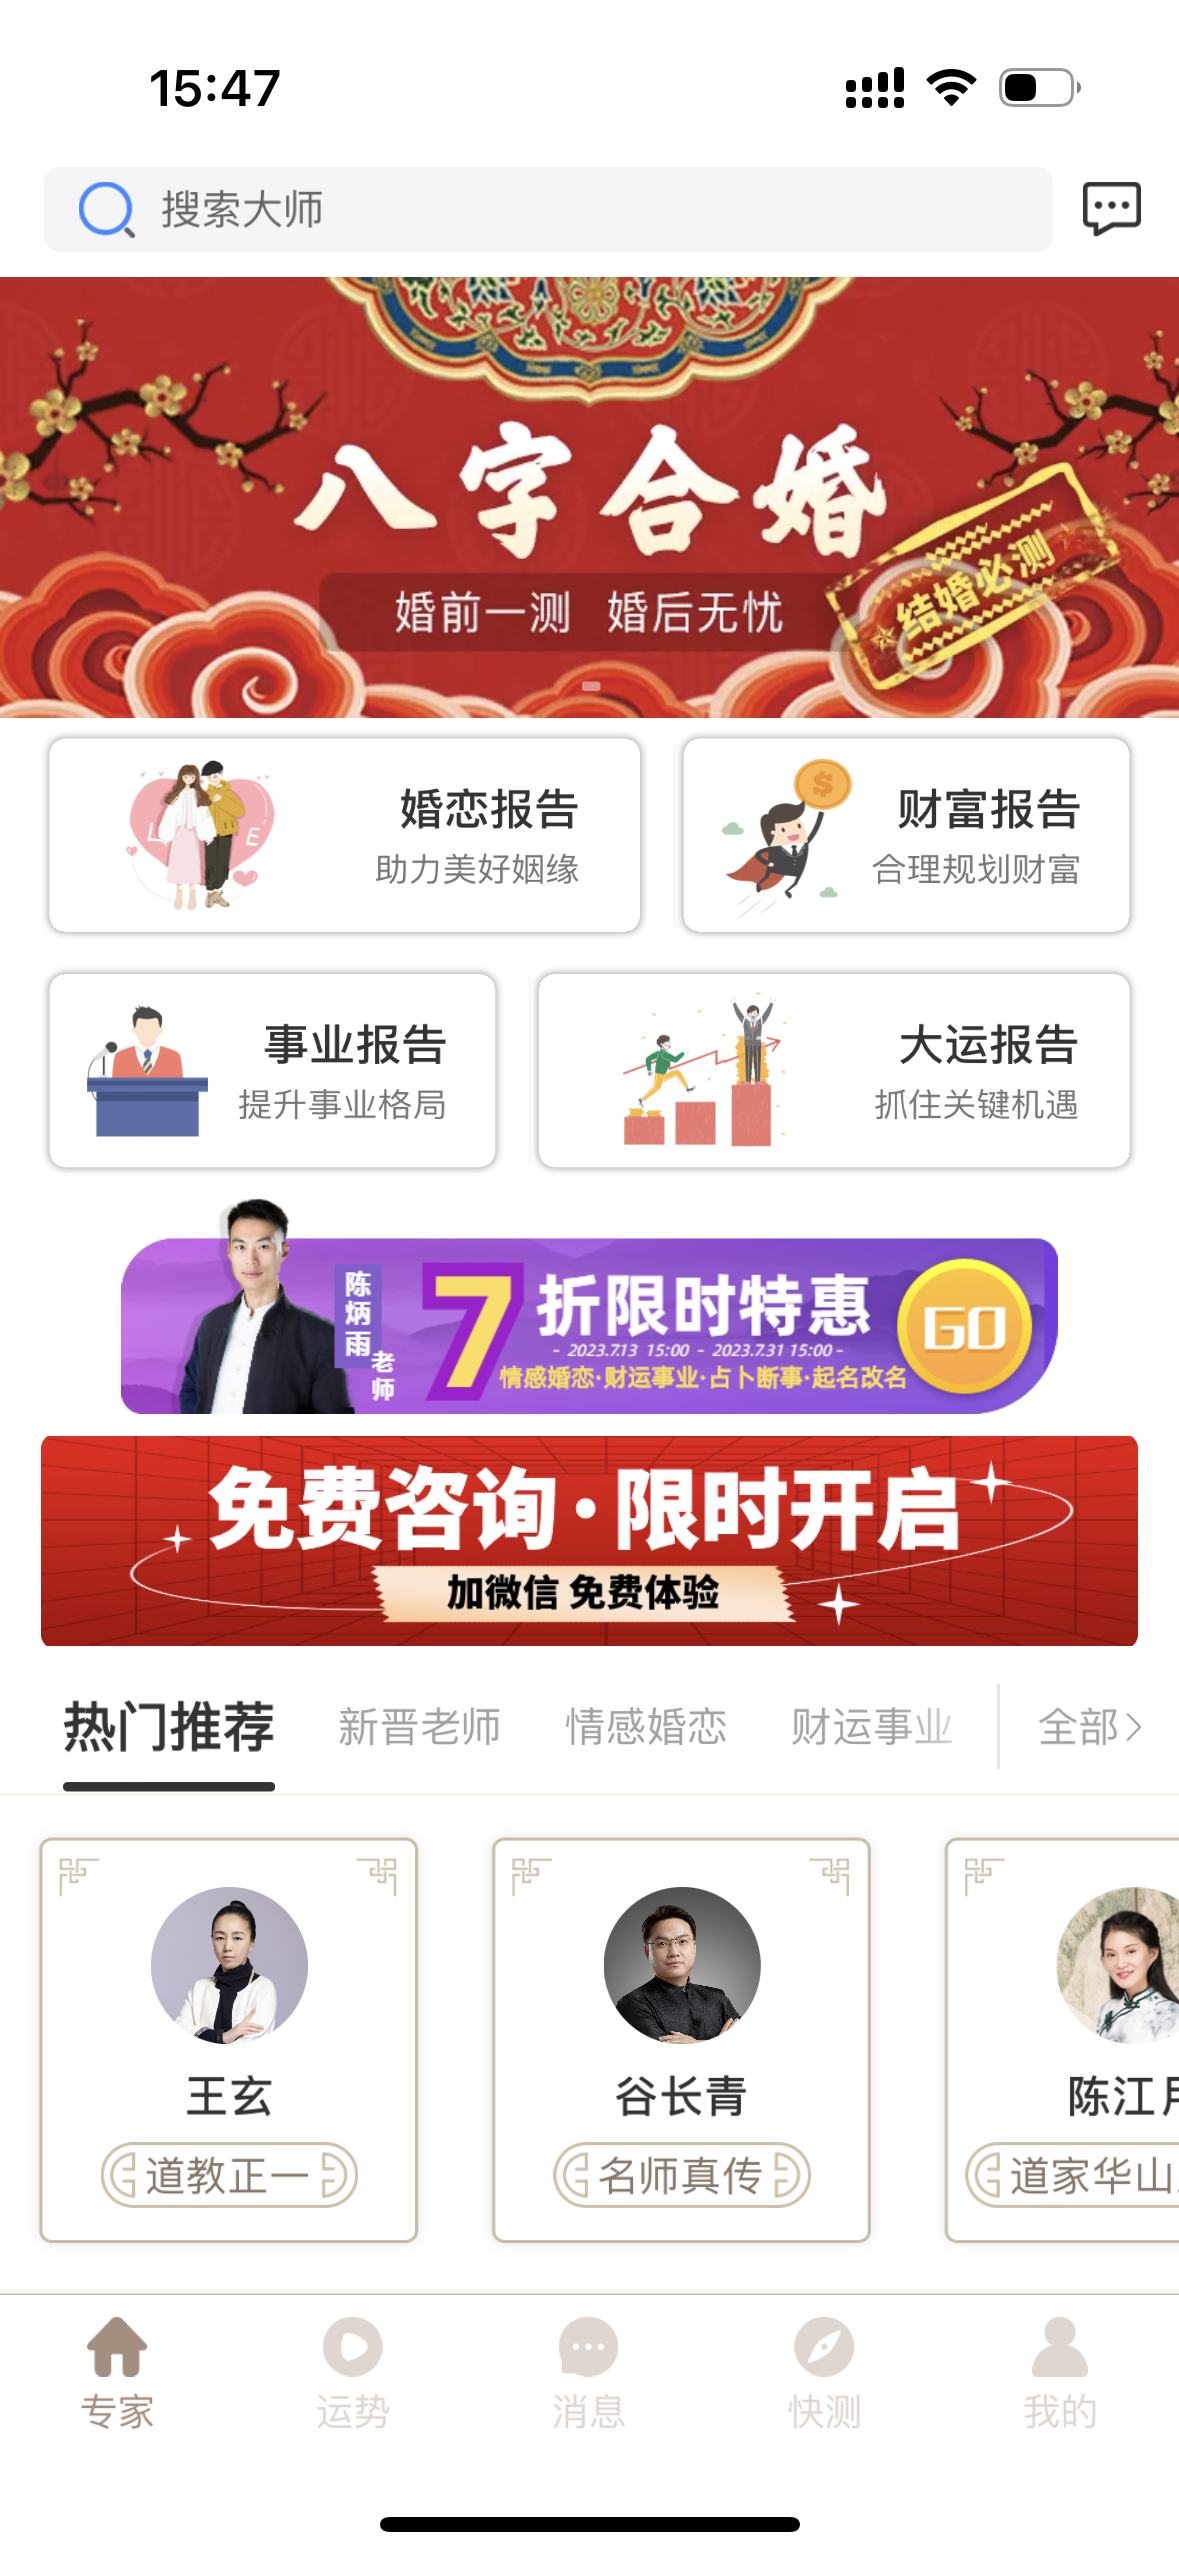 15:47
搜索大师
八字合婚
婚前一测 婚后无忧
结婚必测
婚恋报告
助力美好姻缘
财富报告
合理规划财富
事业报告
提升事业格局
大运报告
抓住关键机遇
陈炳雨
老师
7折限时特惠
- 2023.7.13 15:00 - 2023.7.31 15:00 -
情感婚恋·财运事业·占卜断事·起名改名
GO
免费咨询·限时开启
加微信 免费体验
热门推荐 新晋老师 情感婚恋 财运事业 全部>
王玄
道教正一
谷长青
名师真传
陈江月
道家华山
专家 运势 消息 快测 我的